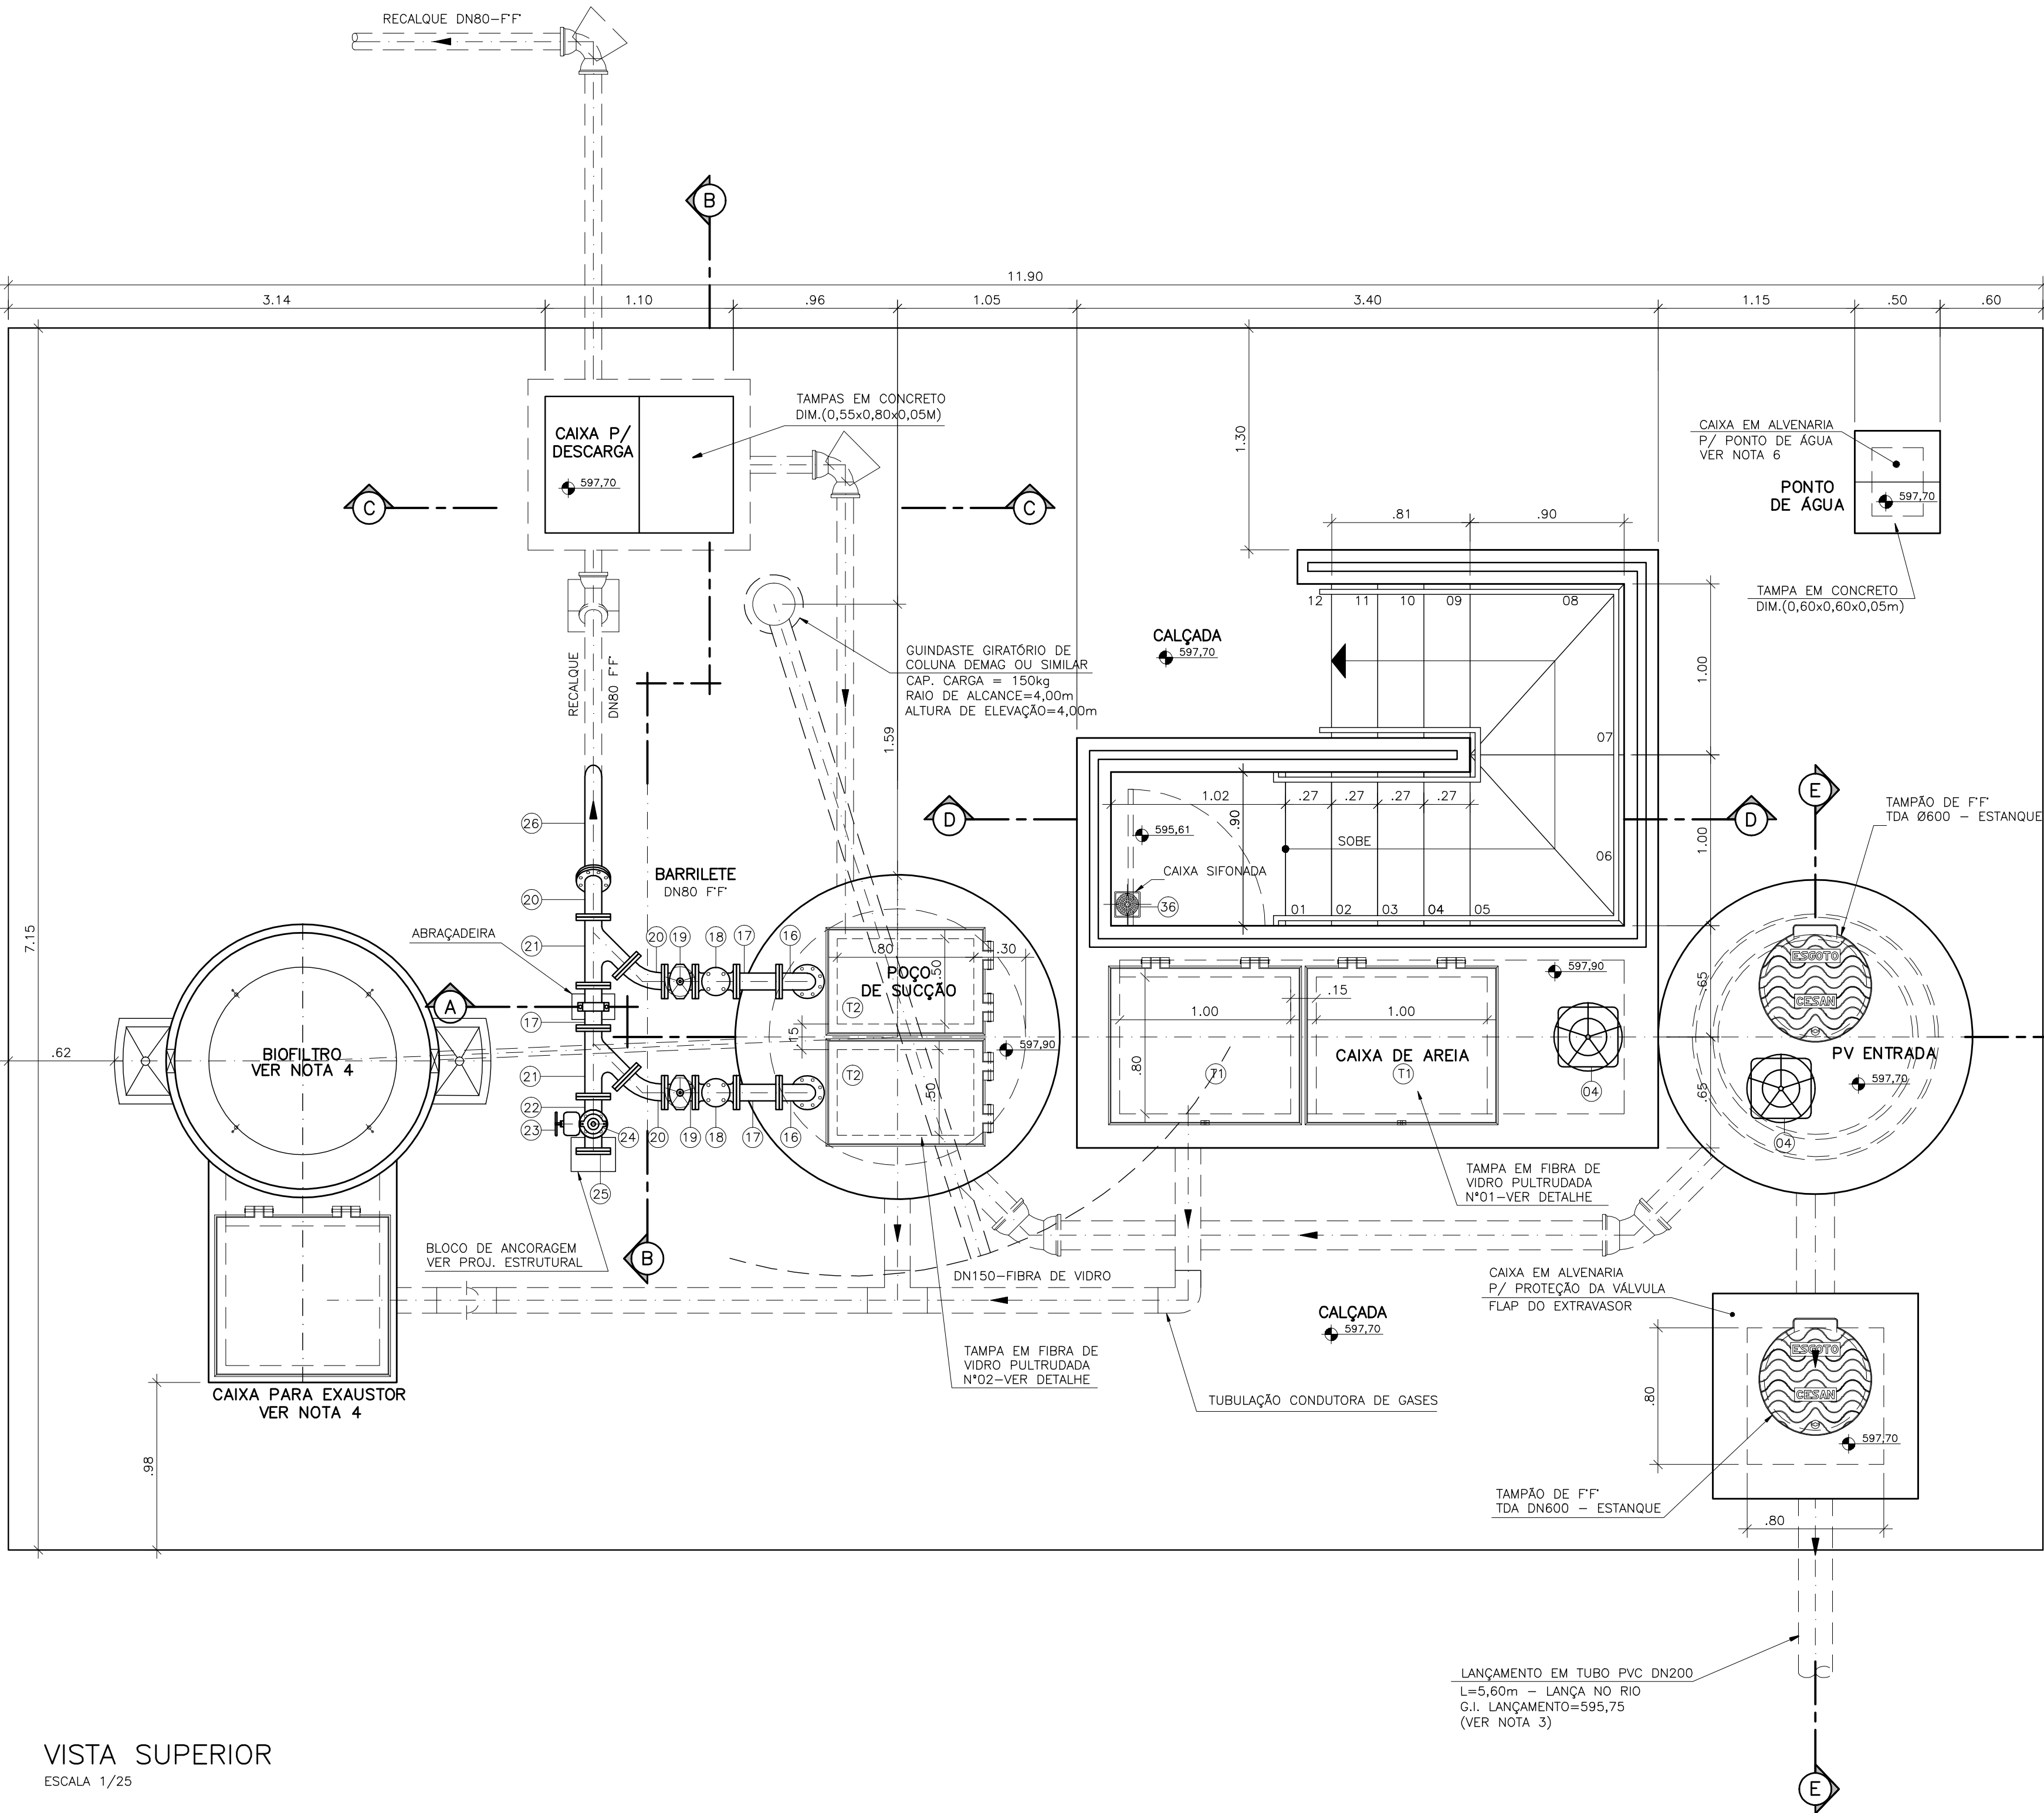 RECALQUE DN80-FºFº
B
11.90
3.14
1.10
.96
1.05
3.40
1.15
.50
.60
TAMPAS EM CONCRETO
DIM.(0,55x0,80x0,05M)
CAIXA P/
DESCARGA
597,70
C
C
1.30
CAIXA EM ALVENARIA
P/ PONTO DE ÁGUA
VER NOTA 6
PONTO
DE ÁGUA
597,70
.81
.90
TAMPA EM CONCRETO
DIM.(0,60x0,60x0,05m)
12
11
10
09
08
CALÇADA
597,70
GUINDASTE GIRATÓRIO DE
COLUNA DEMAG OU SIMILAR
CAP. CARGA = 150kg
RAIO DE ALCANCE=4,00m
ALTURA DE ELEVAÇÃO=4,00m
RECALQUE
DN80 FºFº
1.59
1.00
07
1.02
.27
.27
.27
.27
.90
595,61
SOBE
06
1.00
D
D
E
TAMPÃO DE FºFº
TDA Ø600 - ESTANQUE
26
BARRILETE
DN80 FºFº
CAIXA SIFONADA
36
01
02
03
04
05
20
ABRAÇADEIRA
21
20
19
18
17
16
.80
.30
.50
POÇO
DE SUCÇÃO
T2
597,90
.65
ESGOTO
CESAN
7.15
A
17
.15
.15
1.00
1.00
.62
BIOFILTRO
VER NOTA 4
597,90
CAIXA DE AREIA
T1
T1
.80
04
PV ENTRADA
597,70
04
.65
21
T2
.50
22
23
24
20
19
18
17
16
25
TAMPA EM FIBRA DE
VIDRO PULTRUDADA
N°01-VER DETALHE
BLOCO DE ANCORAGEM
VER PROJ. ESTRUTURAL
B
DN150-FIBRA DE VIDRO
CAIXA EM ALVENARIA
P/ PROTEÇÃO DA VÁLVULA
FLAP DO EXTRAVASOR
CALÇADA
597,70
TAMPA EM FIBRA DE
VIDRO PULTRUDADA
N°02-VER DETALHE
ESGOTO
CESAN
CAIXA PARA EXAUSTOR
VER NOTA 4
TUBULAÇÃO CONDUTORA DE GASES
.80
597,70
.98
TAMPÃO DE FºFº
TDA DN600 - ESTANQUE
.80
LANÇAMENTO EM TUBO PVC DN200
L=5,60m - LANÇA NO RIO
G.I. LANÇAMENTO=595,75
(VER NOTA 3)
VISTA SUPERIOR
ESCALA 1/25
E